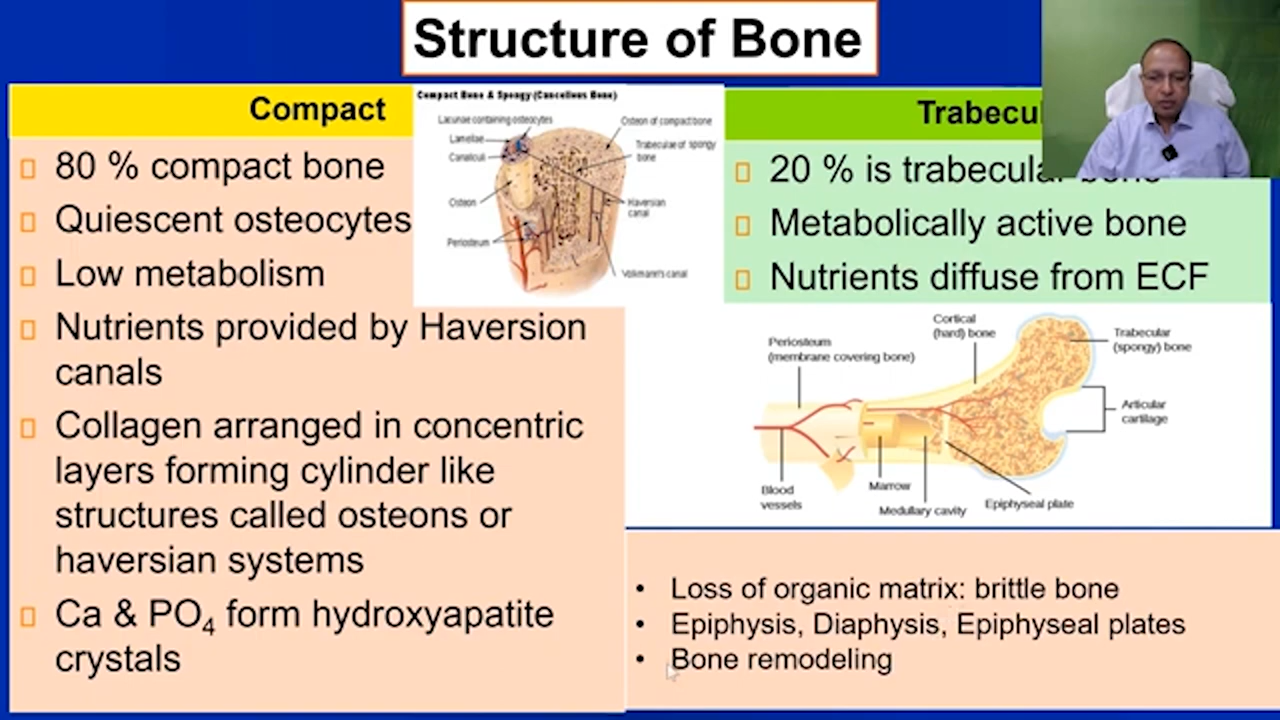 Structure of Bone
Compact
80 % compact bone
Quiescent osteocytes
Low metabolism
Nutrients provided by Haversion
canals
Collagen arranged in concentric
layers forming cylinder like
structures called osteons or
haversian systems
Ca & PO4 form hydroxyapatite
crystals
Compact Bone & Spongy (Cancellous Bone)
Lacunae containing osteocytes
Lamellae
Canaliculi
Osteon
Periosteum
Osteon of compact bone
Trabeculae of spongy
bone
Haversian
canal
Volkmann's canal
Trabecul
20 % is trabecular bone
Metabolically active bone
Nutrients diffuse from ECF
Cortical
(hard) bone
Periosteum
(membrane covering bone)
Trabecular
(spongy) bone
Articular
cartilage
Blood
vessels
Marrow
Medullary cavity
Epiphyseal plate
• Loss of organic matrix: brittle bone
• Epiphysis, Diaphysis, Epiphyseal plates
• Bone remodeling